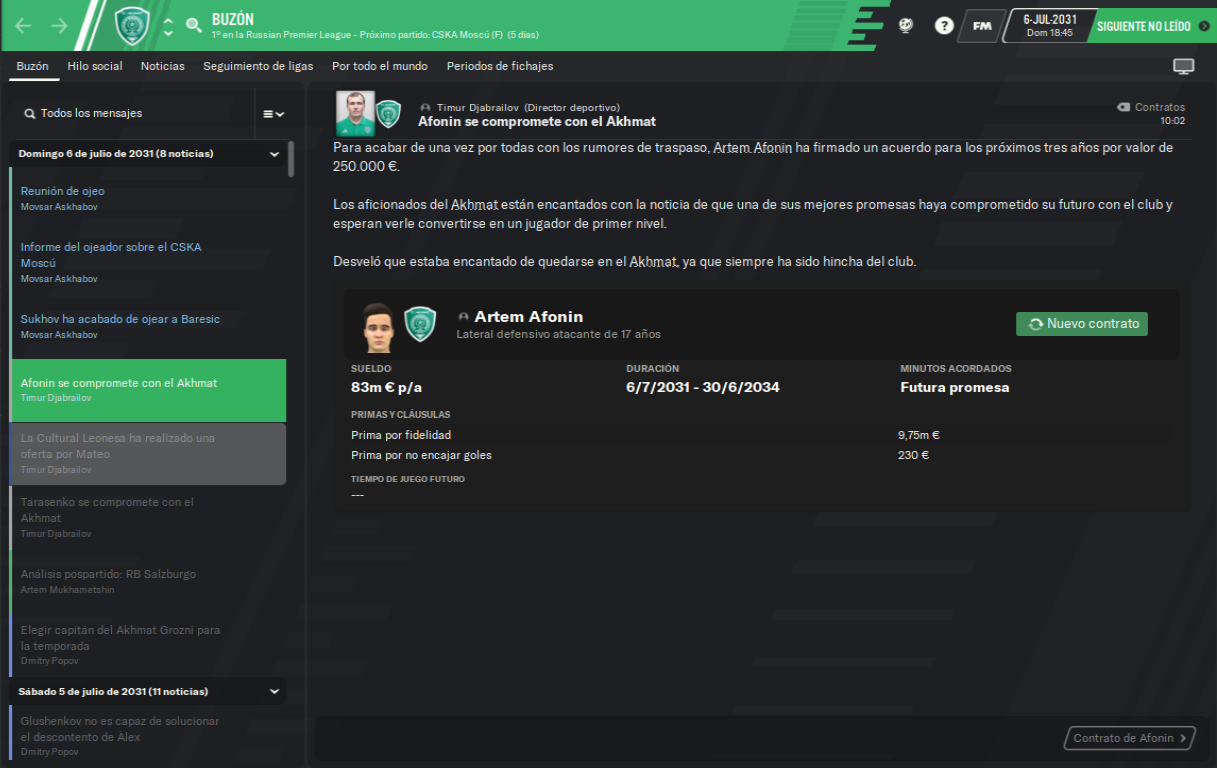 BUZÓN
1º en la Russian Premier League - Próximo partido: CSKA Moscú (F) (5 días)
?
FM
6-JUL-2031
Dom 18:45
SIGUIENTE NO LEÍDO
Buzón Hilo social Noticias Seguimiento de ligas Por todo el mundo Periodos de fichajes
Todos los mensajes
Domingo 6 de julio de 2031 (8 noticias)
Reunión de ojeo
Movsar Askhabov
Informe del ojeador sobre el CSKA
Moscú
Movsar Askhabov
Sukhov ha acabado de ojear a Baresic
Movsar Askhabov
Afonin se compromete con el Akhmat
Timur Djabrailov
La Cultural Leonesa ha realizado una
oferta por Mateo
Timur Djabrailov
Tarasenko se compromete con el
Akhmat
Timur Djabrailov
Análisis pospartido: RB Salzburgo
Artem Mukhametshin
Elegir capitán del Akhmat Grozni para
la temporada
Dmitry Popov
Sábado 5 de julio de 2031 (11 noticias)
Glushenkov no es capaz de solucionar
el descontento de Àlex
Dmitry Popov
Timur Djabrailov (Director deportivo)
Afonin se compromete con el Akhmat
Contratos
10:02
Para acabar de una vez por todas con los rumores de traspaso, Artem Afonin ha firmado un acuerdo para los próximos tres años por valor de
250.000 €.
Los aficionados del Akhmat están encantados con la noticia de que una de sus mejores promesas haya comprometido su futuro con el club y
esperan verle convertirse en un jugador de primer nivel.
Desveló que estaba encantado de quedarse en el Akhmat, ya que siempre ha sido hincha del club.
Artem Afonin
Lateral defensivo atacante de 17 años
Nuevo contrato
SUELDO DURACIÓN MINUTOS ACORDADOS
83m € p/a 6/7/2031 - 30/6/2034 Futura promesa
PRIMAS Y CLÁUSULAS
Prima por fidelidad 9,75m €
Prima por no encajar goles 230 €
TIEMPO DE JUEGO FUTURO
---
Contrato de Afonin